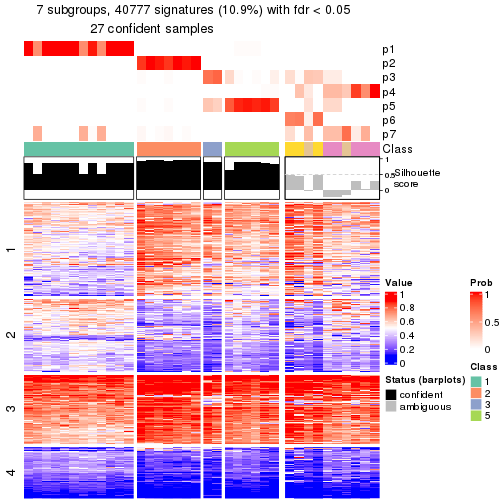 7 subgroups, 40777 signatures (10.9%) with fdr < 0.05
27 confident samples
p1
p2
p3
p4
p5
p6
p7
Class
1
0.5
0
Silhouette
score
1
2
3
4
Value
1
0.8
0.6
0.4
0.2
0
Prob
1
0.5
0
Status (barplots)
confident
ambiguous
Class
1
2
3
5